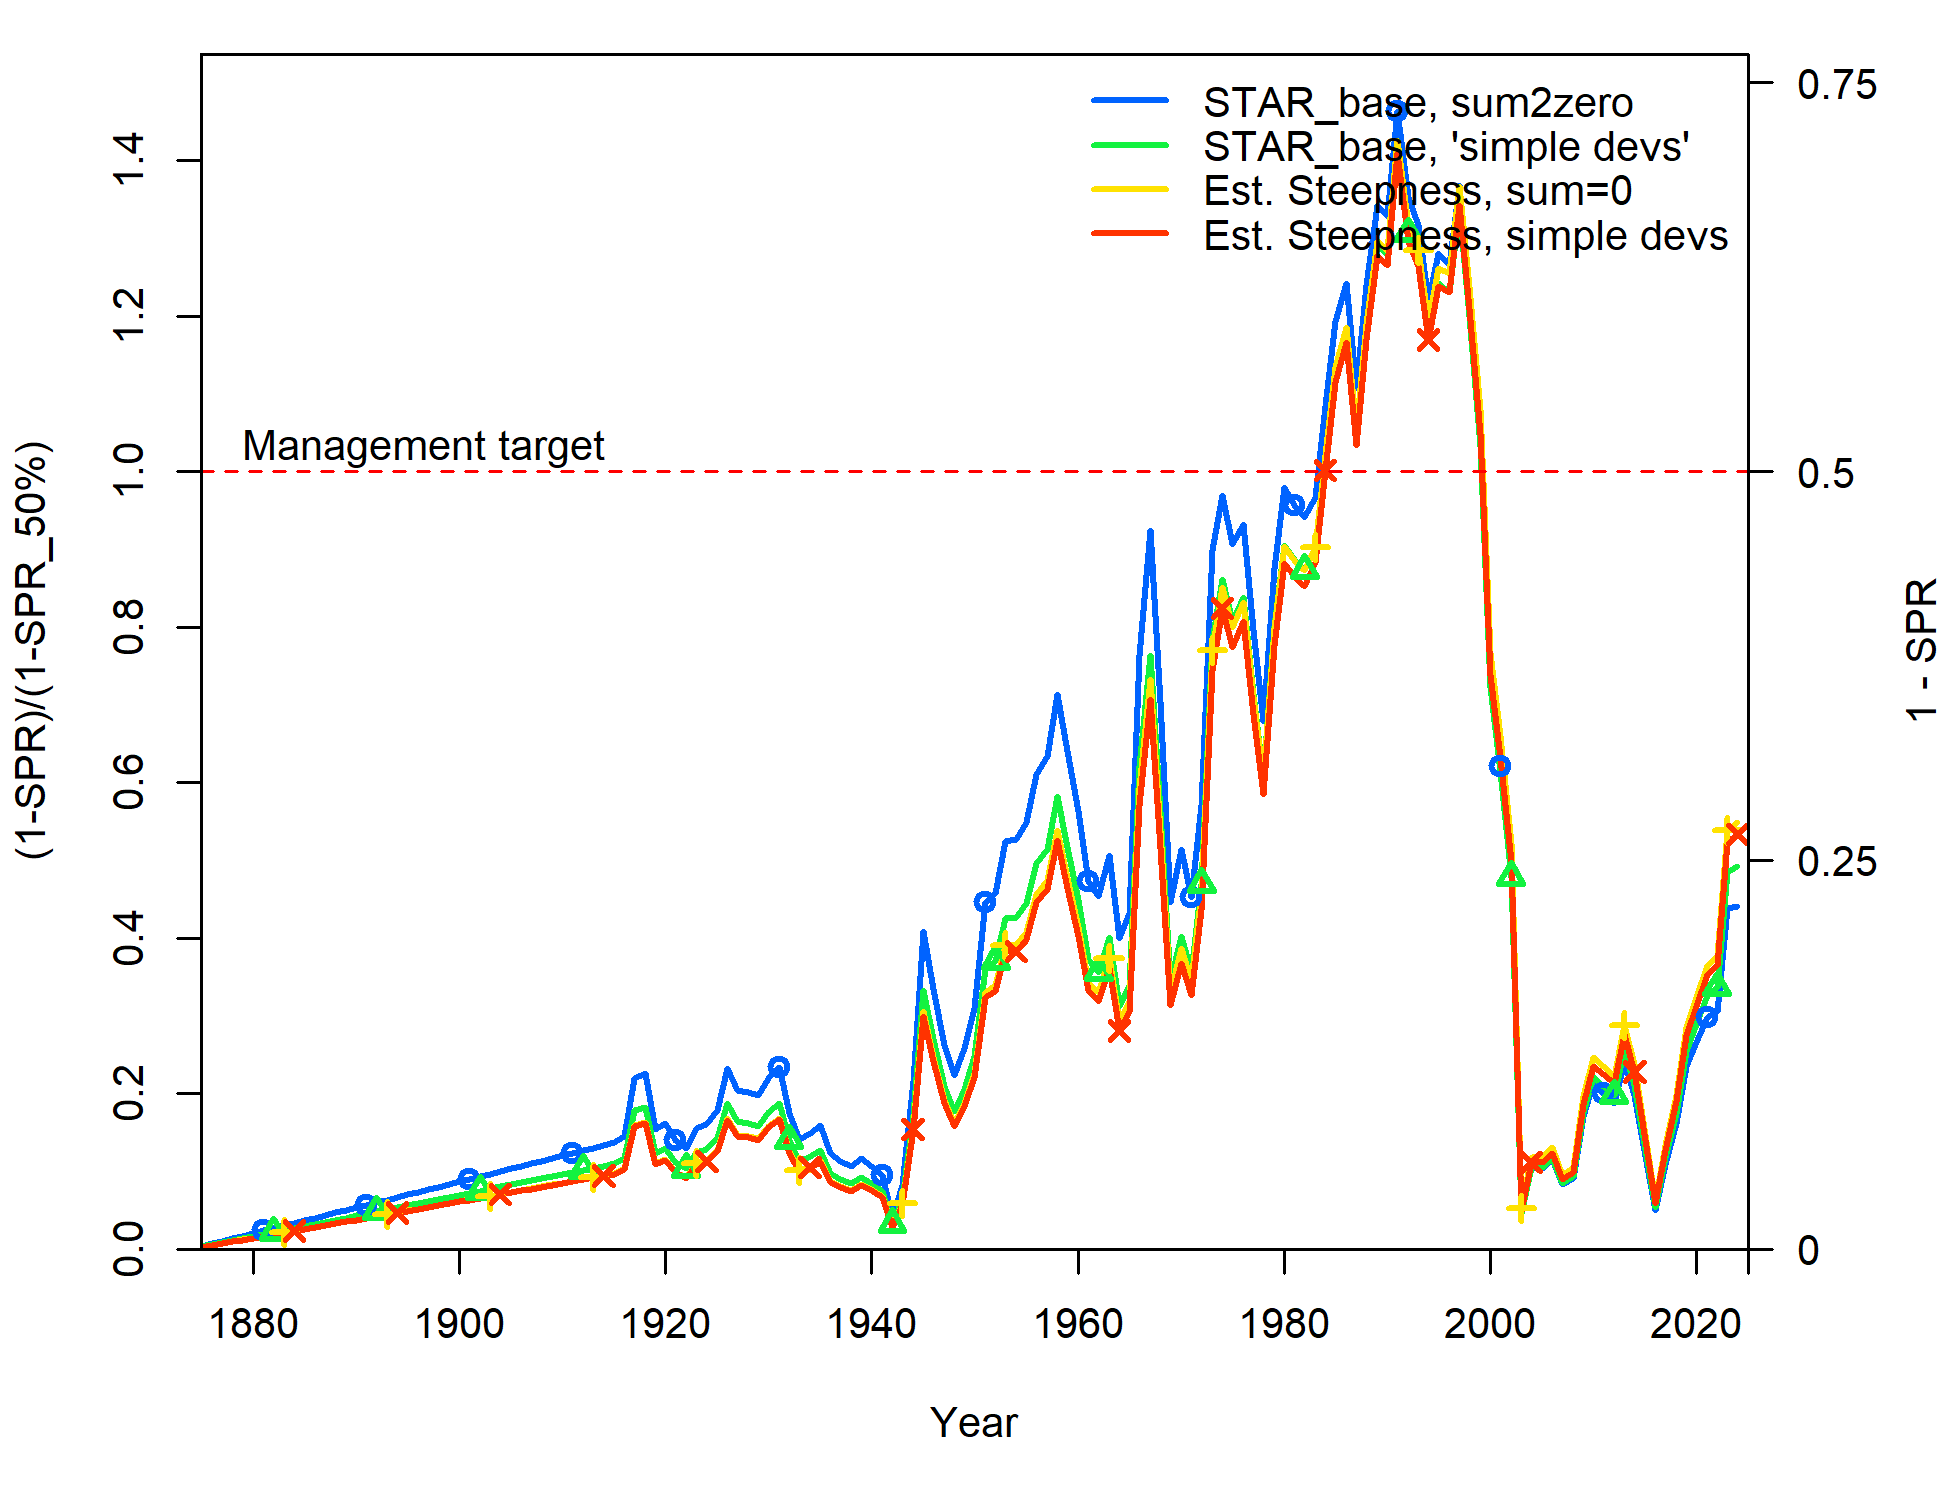 STAR_base, sum2zero
STAR_base, 'simple devs'
Est. Steepness, sum=0
Est. Steepness, simple devs
Management target
(1-SPR)/(1-SPR_50%)
0.0
0.2
0.4
0.6
0.8
1.0
1.2
1.4
1 - SPR
0.75
0.5
0.25
0
1880
1900
1920
1940
1960
1980
2000
2020
Year